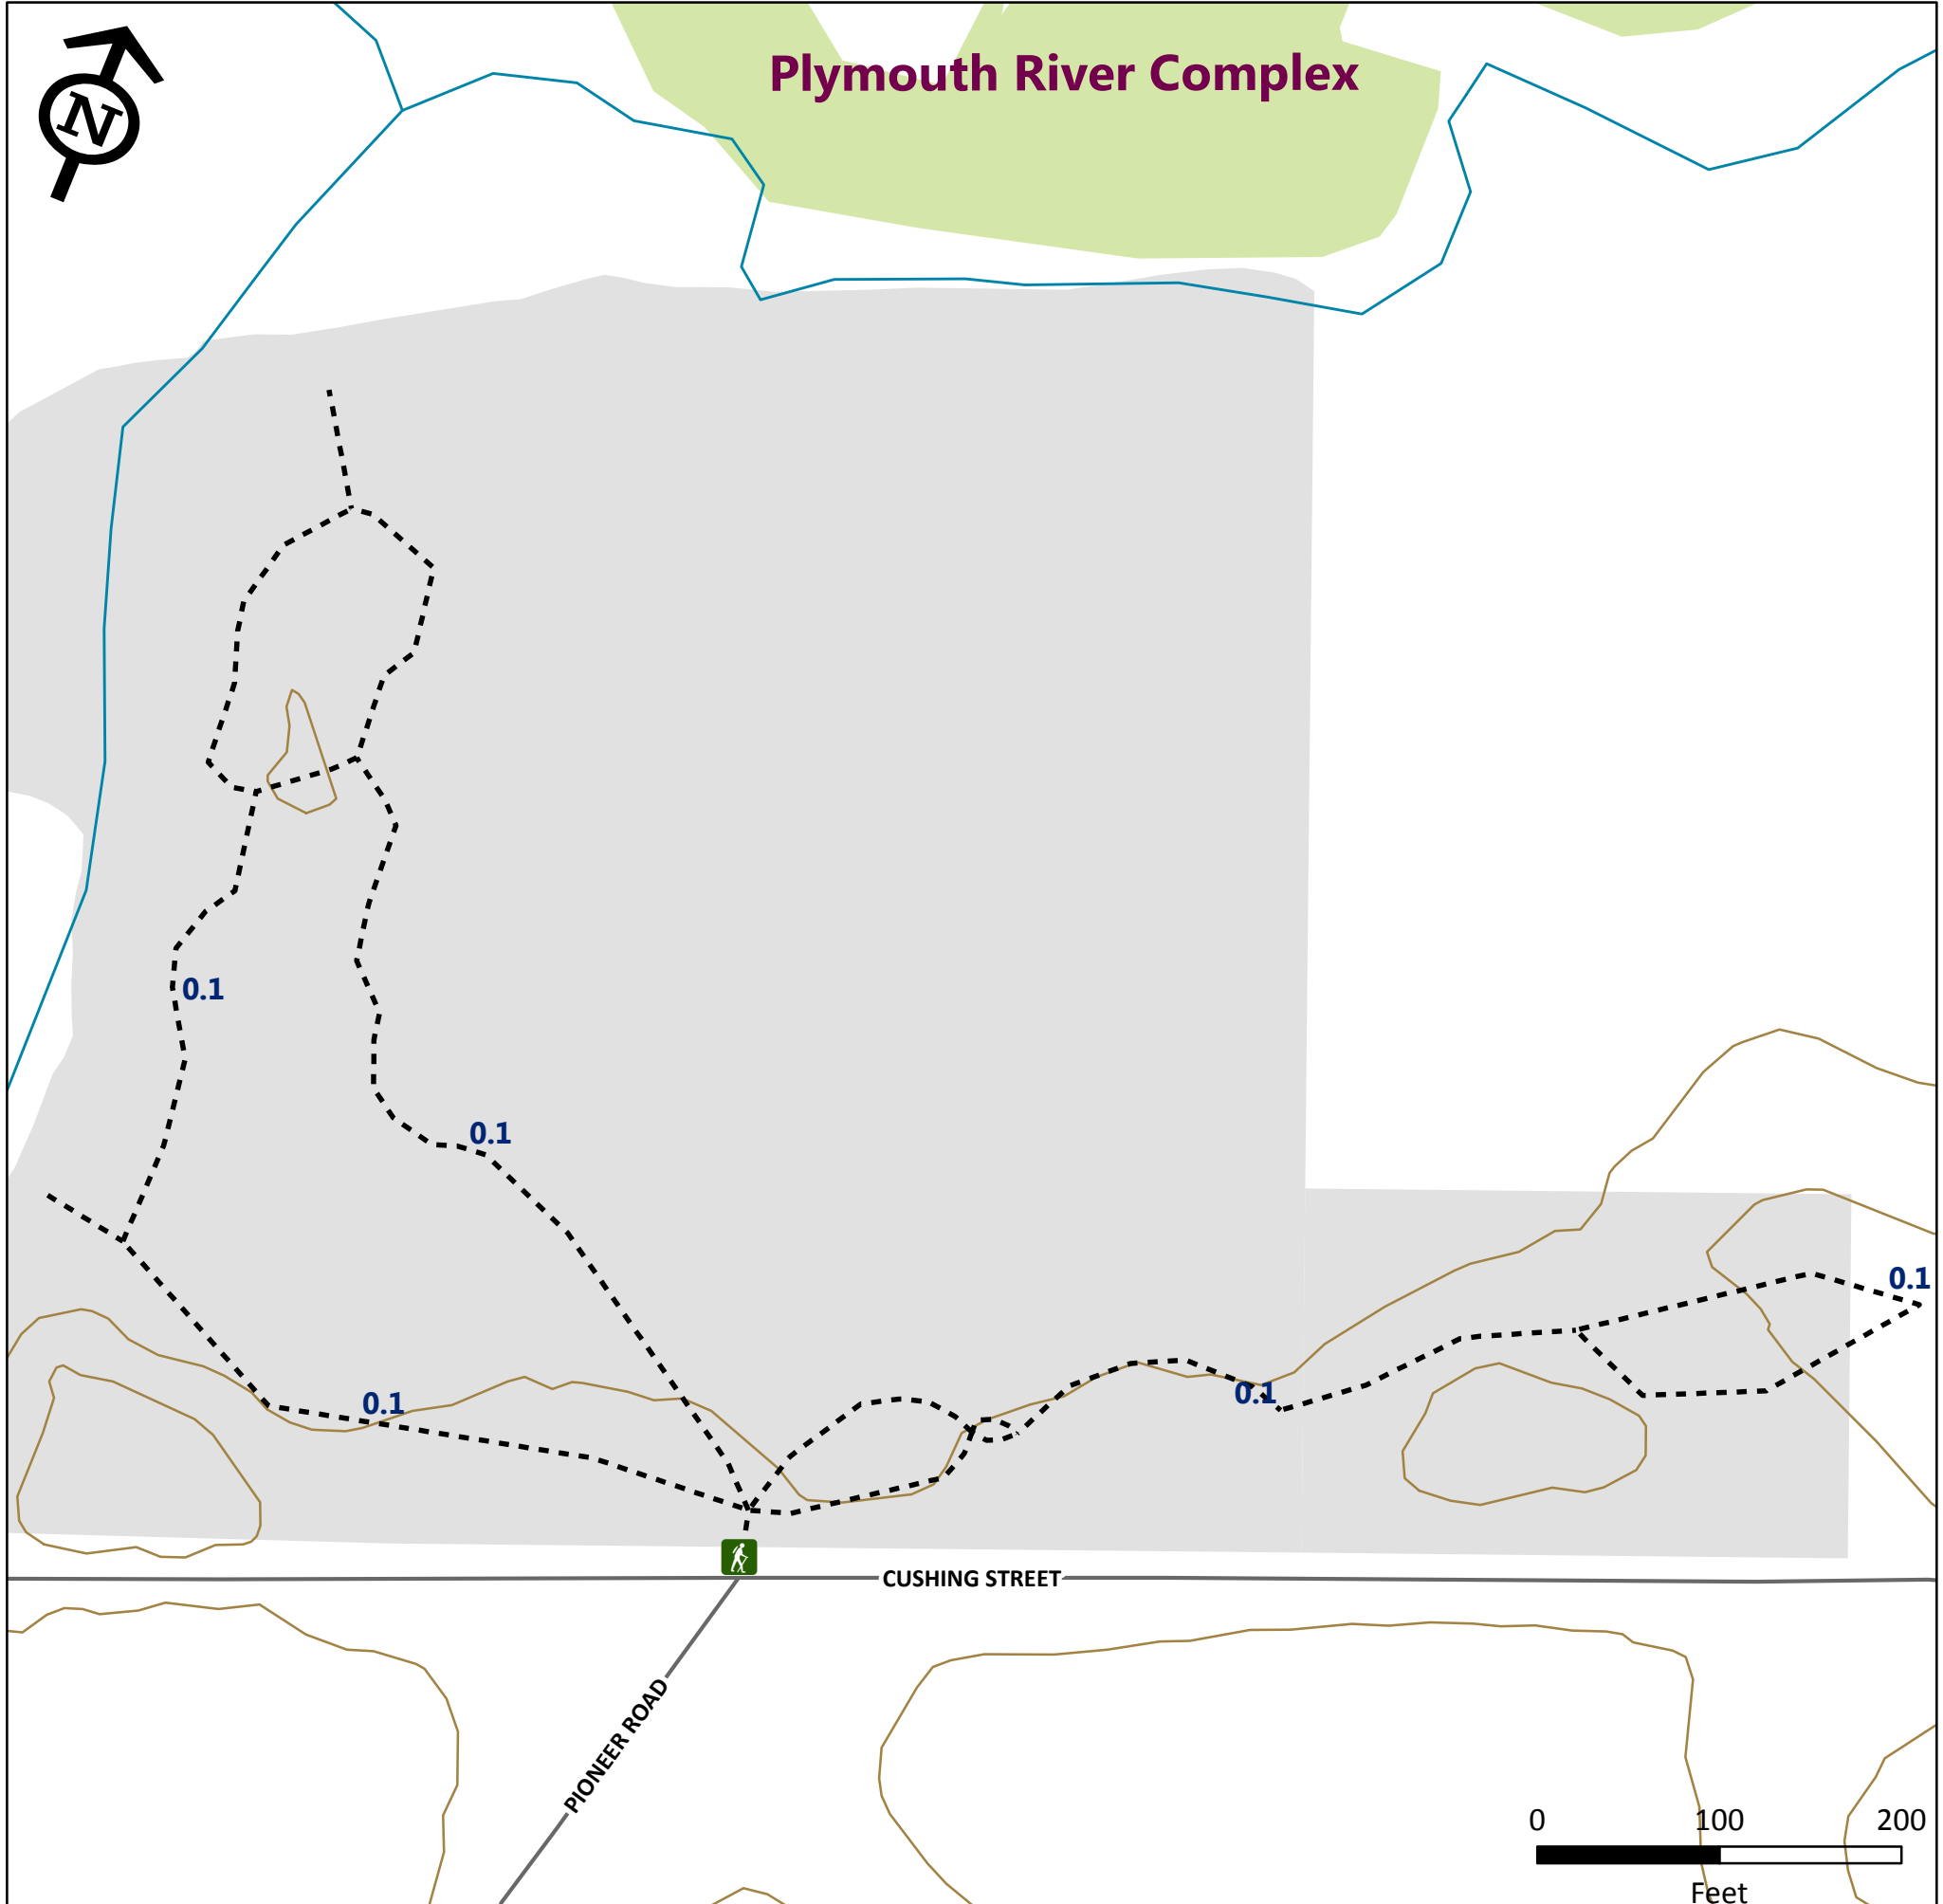 N
Plymouth River Complex
0.1
0.1
0.1
0.1
0.1
CUSHING STREET
PIONEER ROAD
0 100 200
Feet